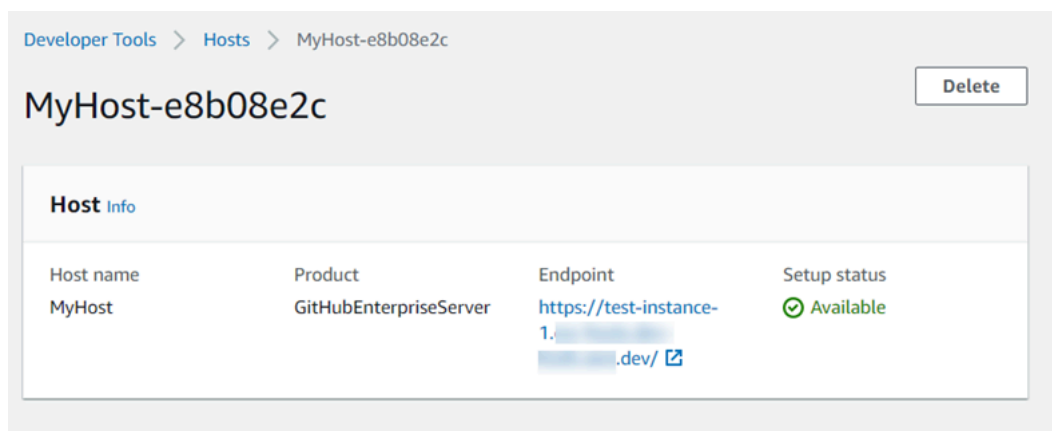 Developer Tools > Hosts > MyHost-e8b08e2c
MyHost-e8b08e2c
Delete
Host Info
Host name
MyHost
Product
GitHubEnterpriseServer
Endpoint
https://test-instance-
1.
.dev/
Setup status
Available